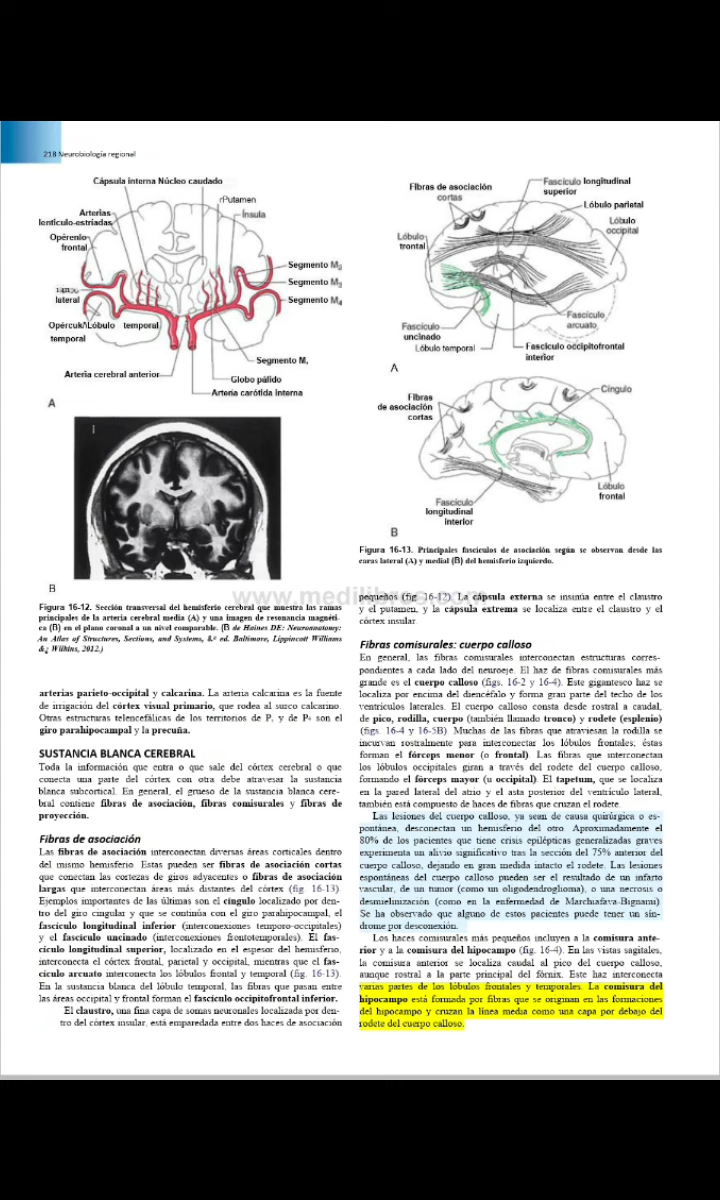 218 Neurobiología regional
Cápsula interna Núcleo caudado
Putamen
Arterias
lenticulo-estriadas
Ínsula
frontal
Segmento M
Segmento M
Segmento M₄
lateral
Lóbulo temporal
temporal
Segmento M,
Arteria cerebral anterior
Globo pálido
Arteria carótida interna
A
B
Figura 16-12. Sección transversal del hemisferio cerebral que muestra las ramas
principales de la arteria cerebral media (A) y una imagen de resonancia magnéti-
ca (B) en el plano coronal a un nivel comparable. (B de Haines DE: Neuroanatomy:
An Atlas of Structures, Sections, and Systems, 8.ª ed. Baltimore, Lippincott Williams
& Wilkins, 2012.)
arterias parieto-occipital y calcarina. La arteria calcarina es la fuente
de irrigación del córtex visual primario, que rodea al surco calcarino.
Otras estructuras telencefálicas de los territorios de P, y de P₄ son el
giro parahipocampal y la precuña.
SUSTANCIA BLANCA CEREBRAL
Toda la información que entra o que sale del córtex cerebral o que
conecta una parte del córtex con otra debe atravesar la sustancia
blanca subcortical. En general, el grueso de la sustancia blanca cere-
bral contiene fibras de asociación, fibras comisurales y fibras de
proyección.
Fibras de asociación
Las fibras de asociación interconectan diversas áreas corticales dentro
del mismo hemisferio. Estas pueden ser fibras de asociación cortas
que conectan las cortezas de giros adyacentes o fibras de asociación
largas que interconectan áreas más distantes del córtex (fig. 16-13).
Ejemplos importantes de las últimas son el cíngulo localizado por den-
tro del giro cingular y que se continúa con el giro parahipocampal, el
fascículo longitudinal inferior (interconexiones temporo-occipitales)
y el fascículo uncinado (interconexiones frontotemporales). El fas-
cículo longitudinal superior, localizado en el espesor del hemisferio,
interconecta el córtex frontal, parietal y occipital, mientras que el fas-
cículo arcuato interconecta los lóbulos frontal y temporal (fig. 16-13).
En la sustancia blanca del lóbulo temporal, las fibras que pasan entre
las áreas occipital y frontal forman el fascículo occipitofrontal inferior.
El claustro, una fina capa de somas neuronales localizada por den-
tro del córtex insular, está emparedada entre dos haces de asociación
Fibras de asociación
cortas
Fascículo longitudinal
superior
Lóbulo parietal
Lóbulo
occipital
Lóbulo
frontal
Fascículo
arcuato
Fascículo
uncinado
Lóbulo temporal
Fascículo occipitofrontal
interior
A
Cíngulo
Fibras
de asociación
cortas
Lóbulo
frontal
Fascículo
longitudinal
interior
B
Figura 16-13. Principales fascículos de asociación según se observan desde las
caras lateral (A) y medial (B) del hemisferio izquierdo.
www.medilibros.com
pequeños (fig. 16-12). La cápsula externa se insinúa entre el claustro
y el putamen, y la cápsula extrema se localiza entre el claustro y el
córtex insular.
Fibras comisurales: cuerpo calloso
En general, las fibras comisurales interconectan estructuras corres-
pondientes a cada lado del neuroeje. El haz de fibras comisurales más
grande es el cuerpo calloso (figs. 16-2 y 16-4). Este gigantesco haz se
localiza por encima del diencéfalo y forma gran parte del techo de los
ventrículos laterales. El cuerpo calloso consta desde rostral a caudal,
de pico, rodilla, cuerpo (también llamado tronco) y rodete (esplenio)
(figs. 16-4 y 16-5B). Muchas de las fibras que atraviesan la rodilla se
incurvan rostralmente para interconectar los lóbulos frontales; éstas
forman el fórceps menor (o frontal). Las fibras que interconectan
los lóbulos occipitales giran a través del rodete del cuerpo calloso,
formando el fórceps mayor (u occipital). El tapetum, que se localiza
en la pared lateral del atrio y el asta posterior del ventrículo lateral,
también está compuesto de haces de fibras que cruzan el rodete.
Las lesiones del cuerpo calloso, ya sean de causa quirúrgica o es-
pontánea, desconectan un hemisferio del otro. Aproximadamente el
80% de los pacientes que tiene crisis epilépticas generalizadas graves
experimenta un alivio significativo tras la sección del 75% anterior del
cuerpo calloso, dejando en gran medida intacto el rodete. Las lesiones
espontáneas del cuerpo calloso pueden ser el resultado de un infarto
vascular, de un tumor (como un oligodendroglioma), o una necrosis o
desmielinización (como en la enfermedad de Marchiafava-Bignami).
Se ha observado que alguno de estos pacientes puede tener un sín-
drome por desconexión.
Los haces comisurales más pequeños incluyen a la comisura ante-
rior y a la comisura del hipocampo (fig. 16-4). En las vistas sagitales,
la comisura anterior se localiza caudal al pico del cuerpo calloso,
aunque rostral a la parte principal del fórnix. Este haz interconecta
varias partes de los lóbulos frontales y temporales. La comisura del
hipocampo está formada por fibras que se originan en las formaciones
del hipocampo y cruzan la línea media como una capa por debajo del
rodete del cuerpo calloso.